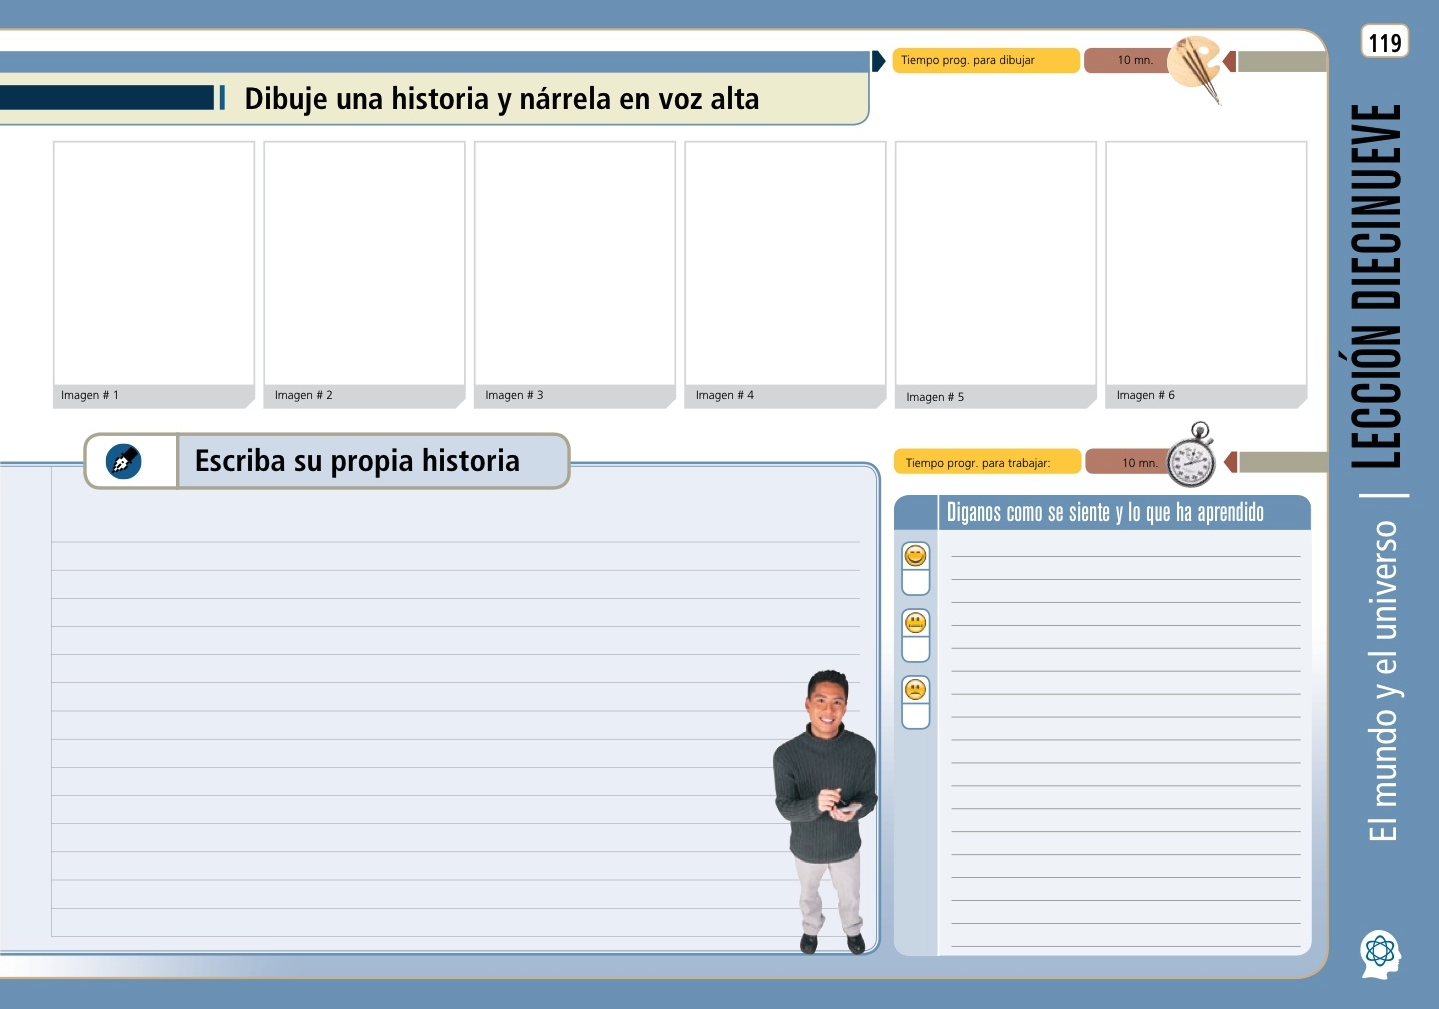 119
Tiempo prog. para dibujar
10 mn.
Dibuje una historia y nárrela en voz alta
Imagen # 1
Imagen # 2
Imagen # 3
Imagen # 4
Imagen # 5
Imagen # 6
Escriba su propia historia
Tiempo progr. para trabajar:
10 mn.
Diganos como se siente y lo que ha aprendido
El mundo y el universo | LECCIÓN DIECINUEVE